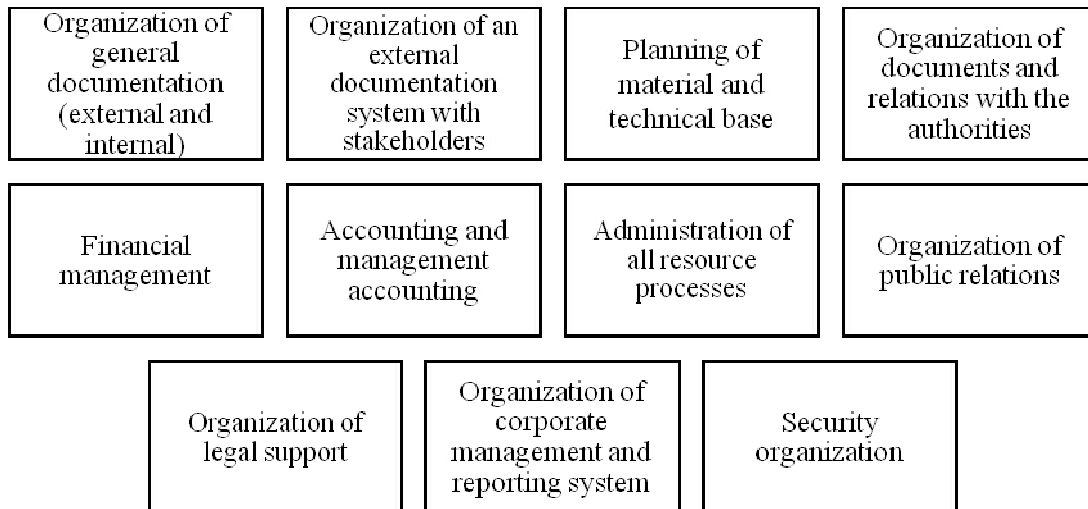 Organization of
general
documentation
(external and
internal)
Organization of an
external
documentation
system with
stakeholders
Planning of
material and
technical base
Organization of
documents and
relations with the
authorities
Financial
management
Accounting and
management
accounting
Administration of
all resource
processes
Organization of
public relations
Organization of
legal support
Organization of
corporate
management and
reporting system
Security
organization